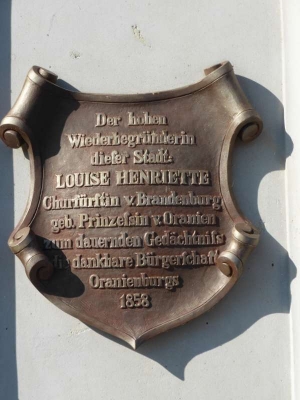 Der hohen
Wiederbegründerin
dieser Stadt:
LOUISE HENRIETTE
Churfürstin v. Brandenburg
geb. Prinzessin v. Oranien
zum dauernden Gedächtniss
die dankbare Bürgerschaft
Oranienburgs
1858